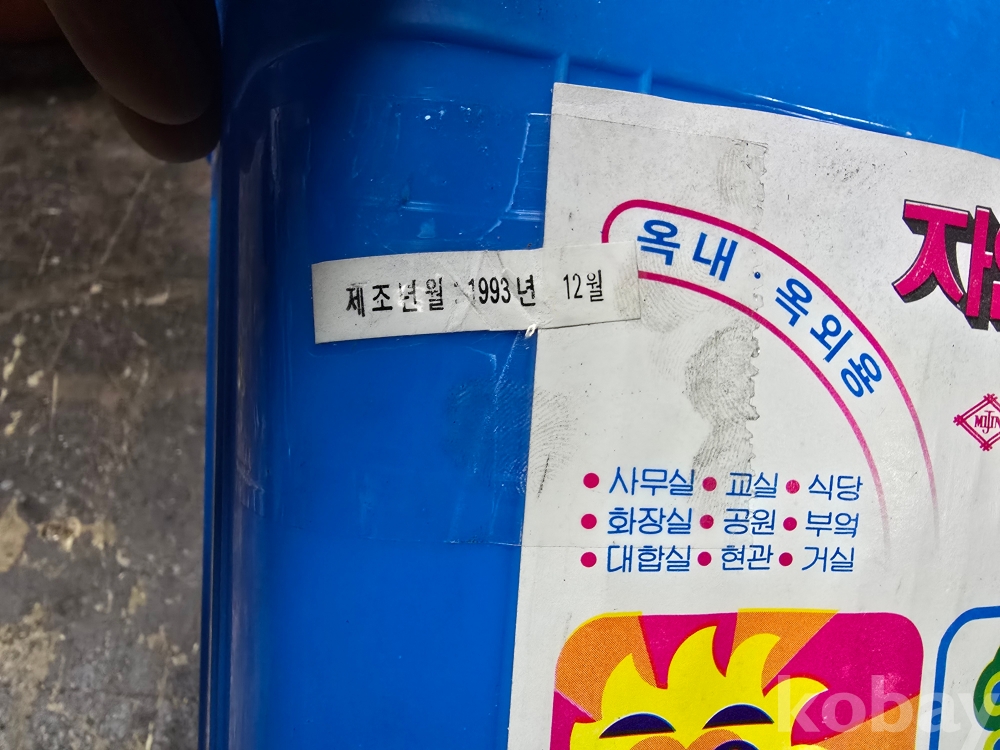 제조년월 : 1993년 12월
옥내·옥외용
MIJIN
● 사무실 ● 교실 ● 식당
● 화장실 ● 공원 ● 부엌
● 대합실 ● 현관 ● 거실
kobay